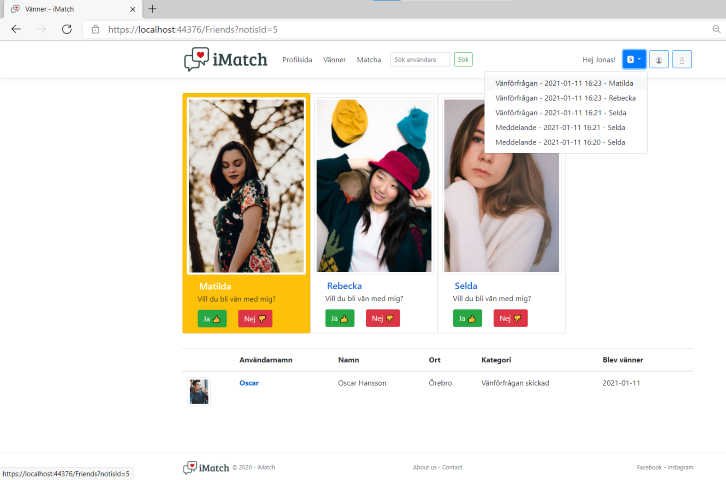 Vänner - iMatch
https://localhost:44376/Friends?notisId=5
iMatch Profilsida Vänner Matcha Sök användare Sök Hej Jonas! 5
Vänförfrågan - 2021-01-11 16:23 - Matilda
Vänförfrågan - 2021-01-11 16:23 - Rebecka
Vänförfrågan - 2021-01-11 16:21 - Selda
Meddelande - 2021-01-11 16:21 - Selda
Meddelande - 2021-01-11 16:20 - Selda
Matilda Rebecka Selda
Vill du bli vän med mig? Vill du bli vän med mig? Vill du bli vän med mig?
Ja 👍 Nej 👎 Ja 👍 Nej 👎 Ja 👍 Nej 👎
Användarnamn Namn Ort Kategori Blev vänner
Oscar Oscar Hansson Örebro Vänförfrågan skickad 2021-01-11
iMatch © 2020 - iMatch About us - Contact Facebook - Instagram
https://localhost:44376/Friends?notisId=5